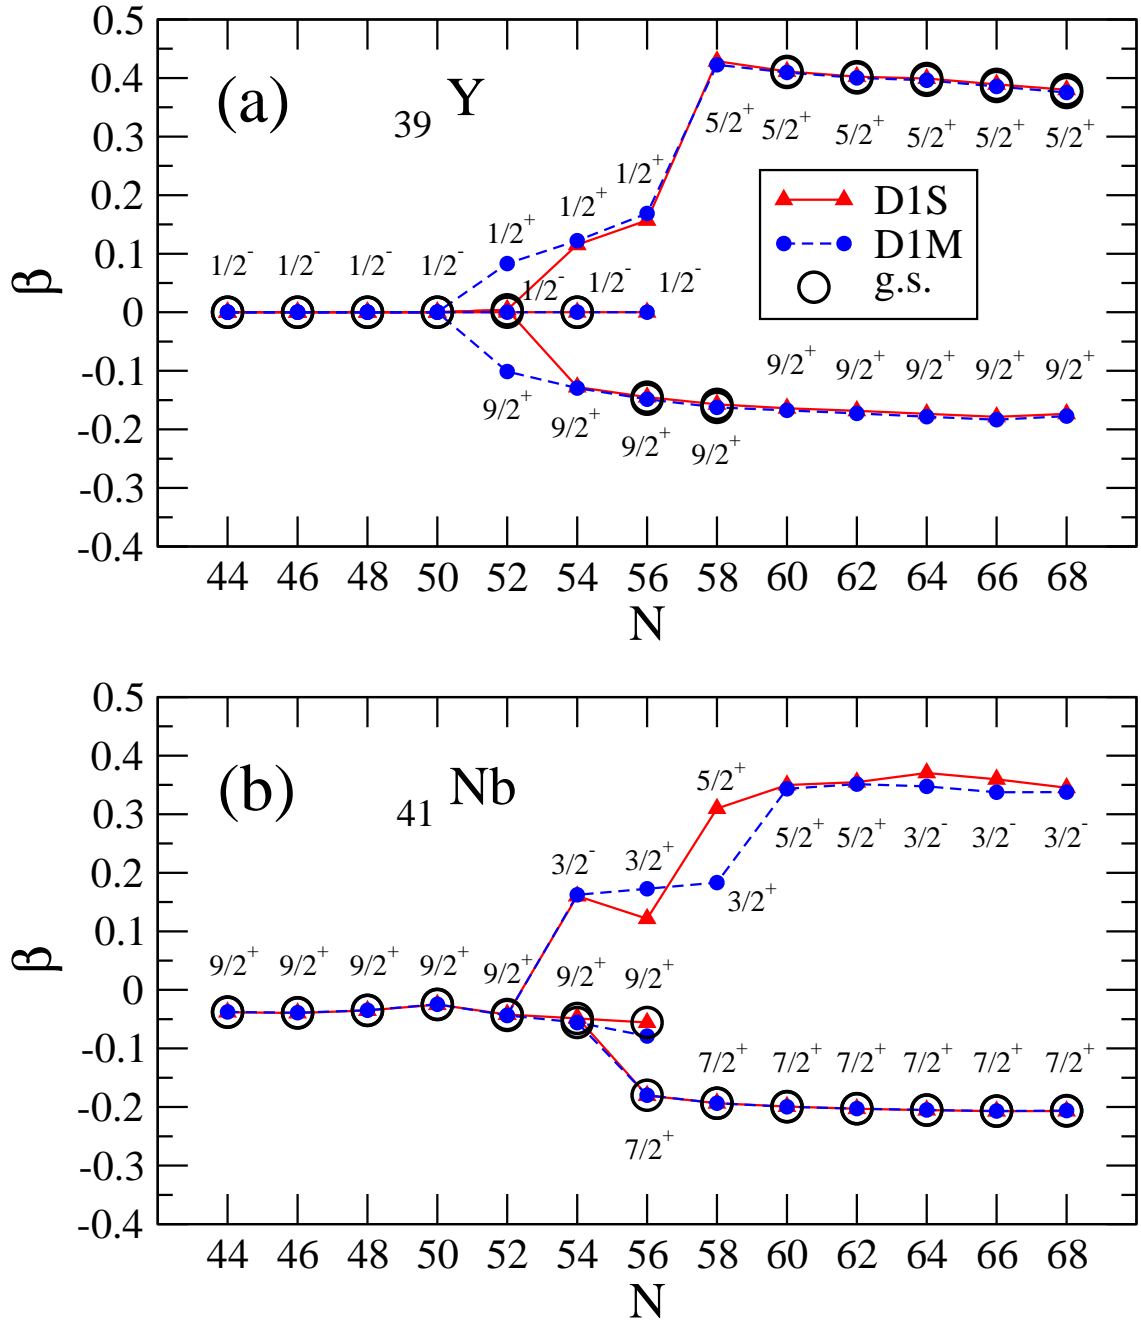 0.5
0.4
0.3
0.2
0.1
0
-0.1
-0.2
-0.3
-0.4
β
(a)
39 Y
1/2- 1/2- 1/2- 1/2- 1/2+ 1/2+ 1/2+
1/2- 1/2- 1/2-
5/2+ 5/2+ 5/2+ 5/2+ 5/2+ 5/2+
D1S
D1M
g.s.
9/2+ 9/2+ 9/2+ 9/2+ 9/2+ 9/2+ 9/2+ 9/2+ 9/2+
44 46 48 50 52 54 56 58 60 62 64 66 68
N
0.5
0.4
0.3
0.2
0.1
0
-0.1
-0.2
-0.3
-0.4
β
(b)
41 Nb
5/2+
5/2+ 5/2+ 3/2- 3/2- 3/2-
3/2- 3/2+
3/2+
9/2+ 9/2+ 9/2+ 9/2+ 9/2+ 9/2+ 9/2+
7/2+ 7/2+ 7/2+ 7/2+ 7/2+ 7/2+
7/2+
44 46 48 50 52 54 56 58 60 62 64 66 68
N